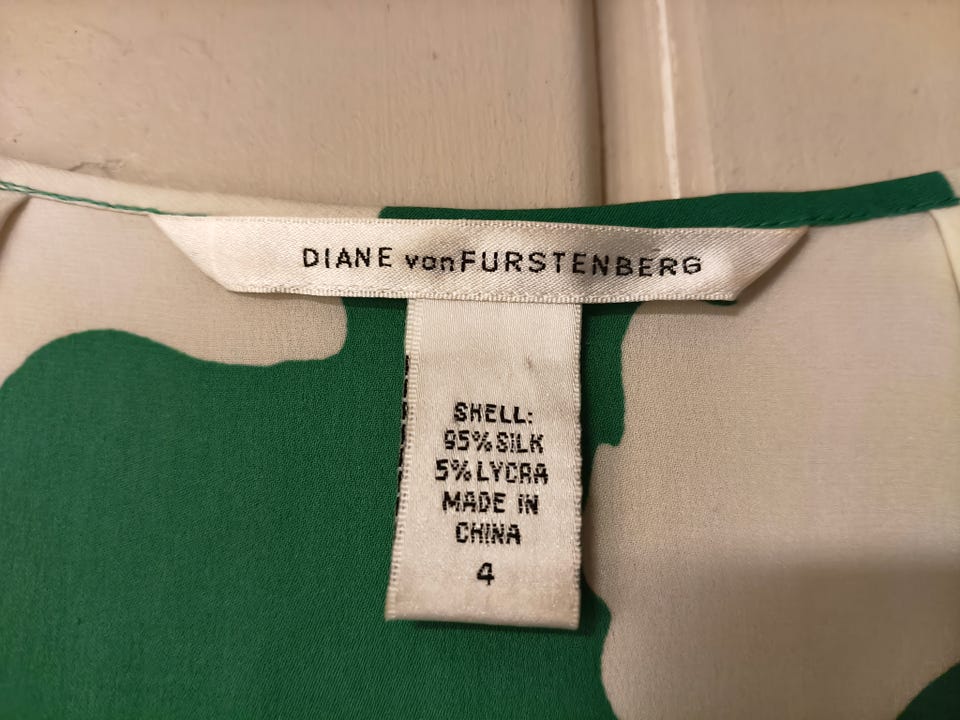 DIANE vonFURSTENBERG
SHELL:
95% SILK
5% LYCRA
MADE IN
CHINA
4